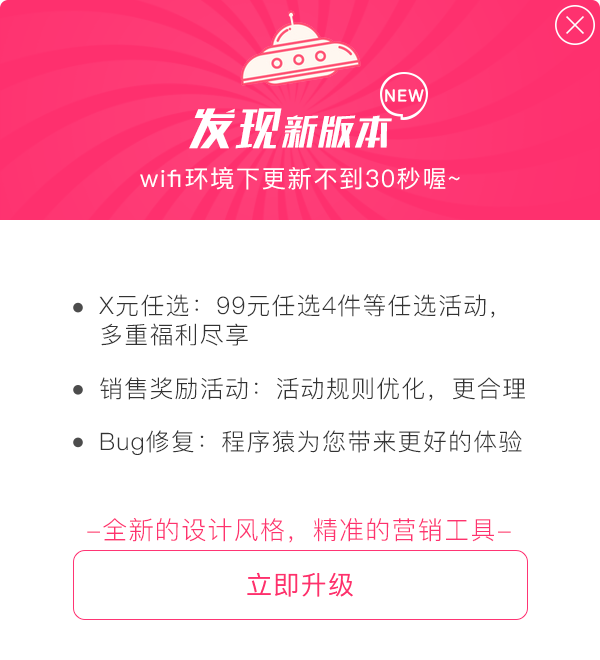 NEW
发现新版本
wifi环境下更新不到30秒喔~
X元任选：99元任选4件等任选活动，
多重福利尽享
销售奖励活动：活动规则优化，更合理
Bug修复：程序猿为您带来更好的体验
–全新的设计风格，精准的营销工具–
立即升级